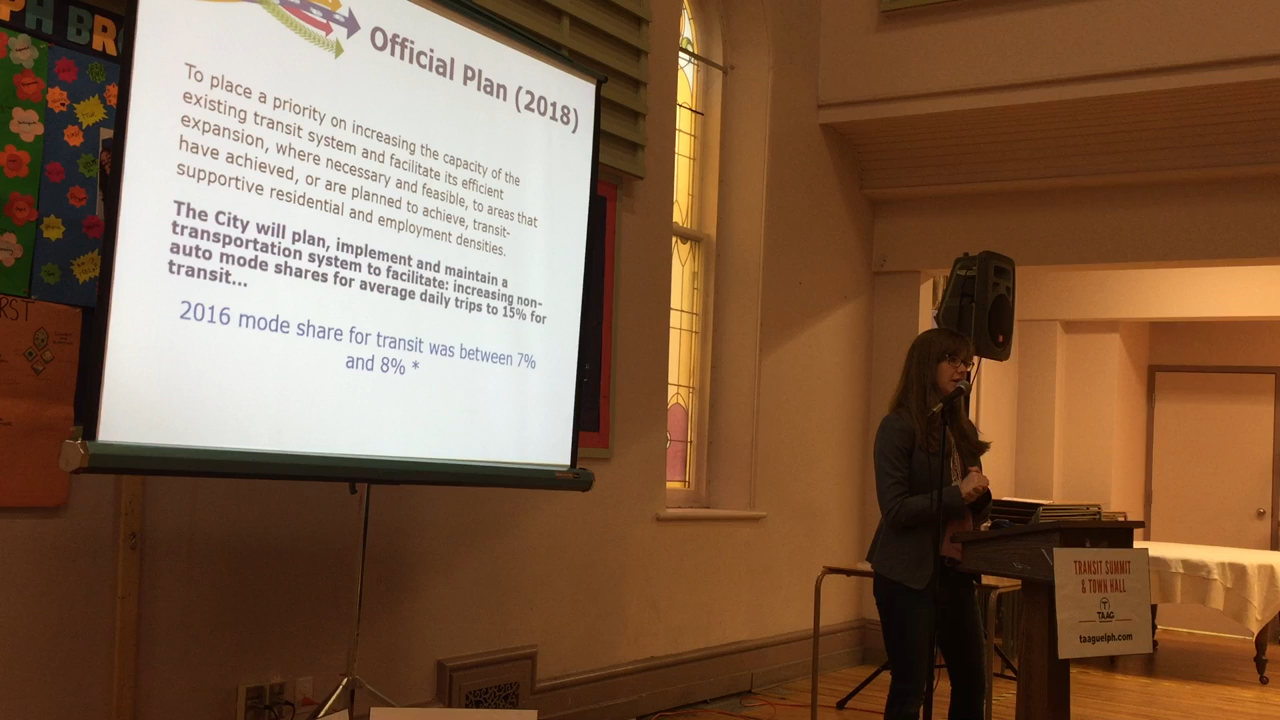 PH BR
Official Plan (2018)
To place a priority on increasing the capacity of the
existing transit system and facilitate its efficient
expansion, where necessary and feasible, to areas that
have achieved, or are planned to achieve, transit-
supportive residential and employment densities.
The City will plan, implement and maintain a
transportation system to facilitate: increasing non-
auto mode shares for average daily trips to 15% for
transit...
2016 mode share for transit was between 7%
and 8% *
TRANSIT SUMMIT
& TOWN HALL
T
TAAG
taaguelph.com